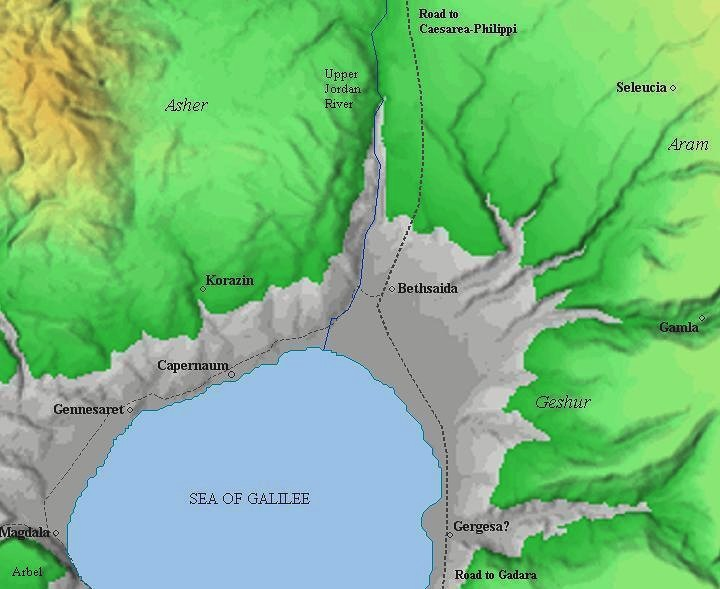 Road to
Caesarea-Philippi
Upper
Jordan
River
Seleucia
Asher
Aram
Korazin
Bethsaida
Gamla
Capernaum
Gennesaret
Geshur
SEA OF GALILEE
Magdala
Gergesa?
Arbel
Road to Gadara